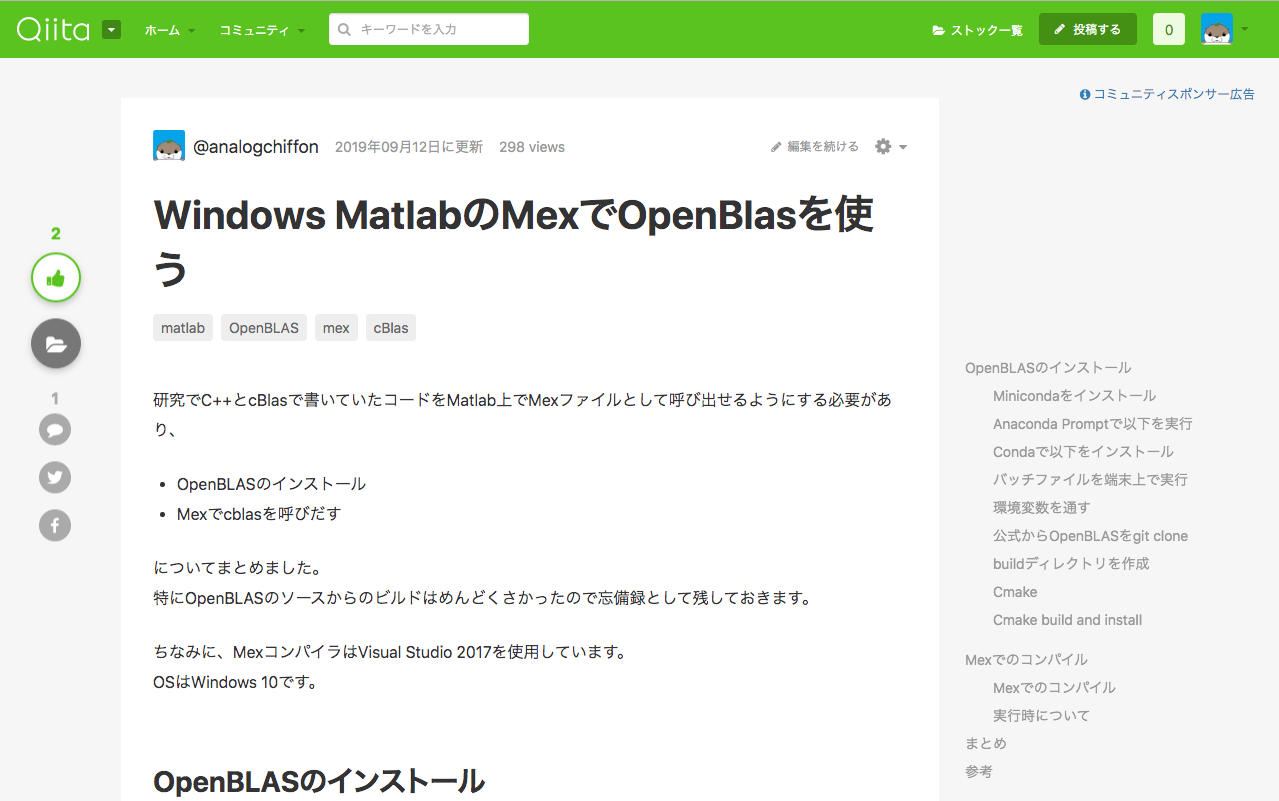 Qiita
ホーム
コミュニティ
キーワードを入力
ストック一覧
投稿する
0
コミュニティスポンサー広告
@analogchiffon 2019年09月12日に更新 298 views
編集を続ける
Windows MatlabのMexでOpenBlasを使
う
matlab OpenBLAS mex cBlas
2
1
研究でC++とcBlasで書いていたコードをMatlab上でMexファイルとして呼び出せるようにする必要があ
り、
• OpenBLASのインストール
• Mexでcblasを呼びだす
についてまとめました。
特にOpenBLASのソースからのビルドはめんどくさかったので忘備録として残しておきます。
ちなみに、MexコンパイラはVisual Studio 2017を使用しています。
OSはWindows 10です。
OpenBLASのインストール
OpenBLASのインストール
Minicondaをインストール
Anaconda Promptで以下を実行
Condaで以下をインストール
バッチファイルを端末上で実行
環境変数を通す
公式からOpenBLASをgit clone
buildディレクトリを作成
Cmake
Cmake build and install
Mexでのコンパイル
Mexでのコンパイル
実行時について
まとめ
参考